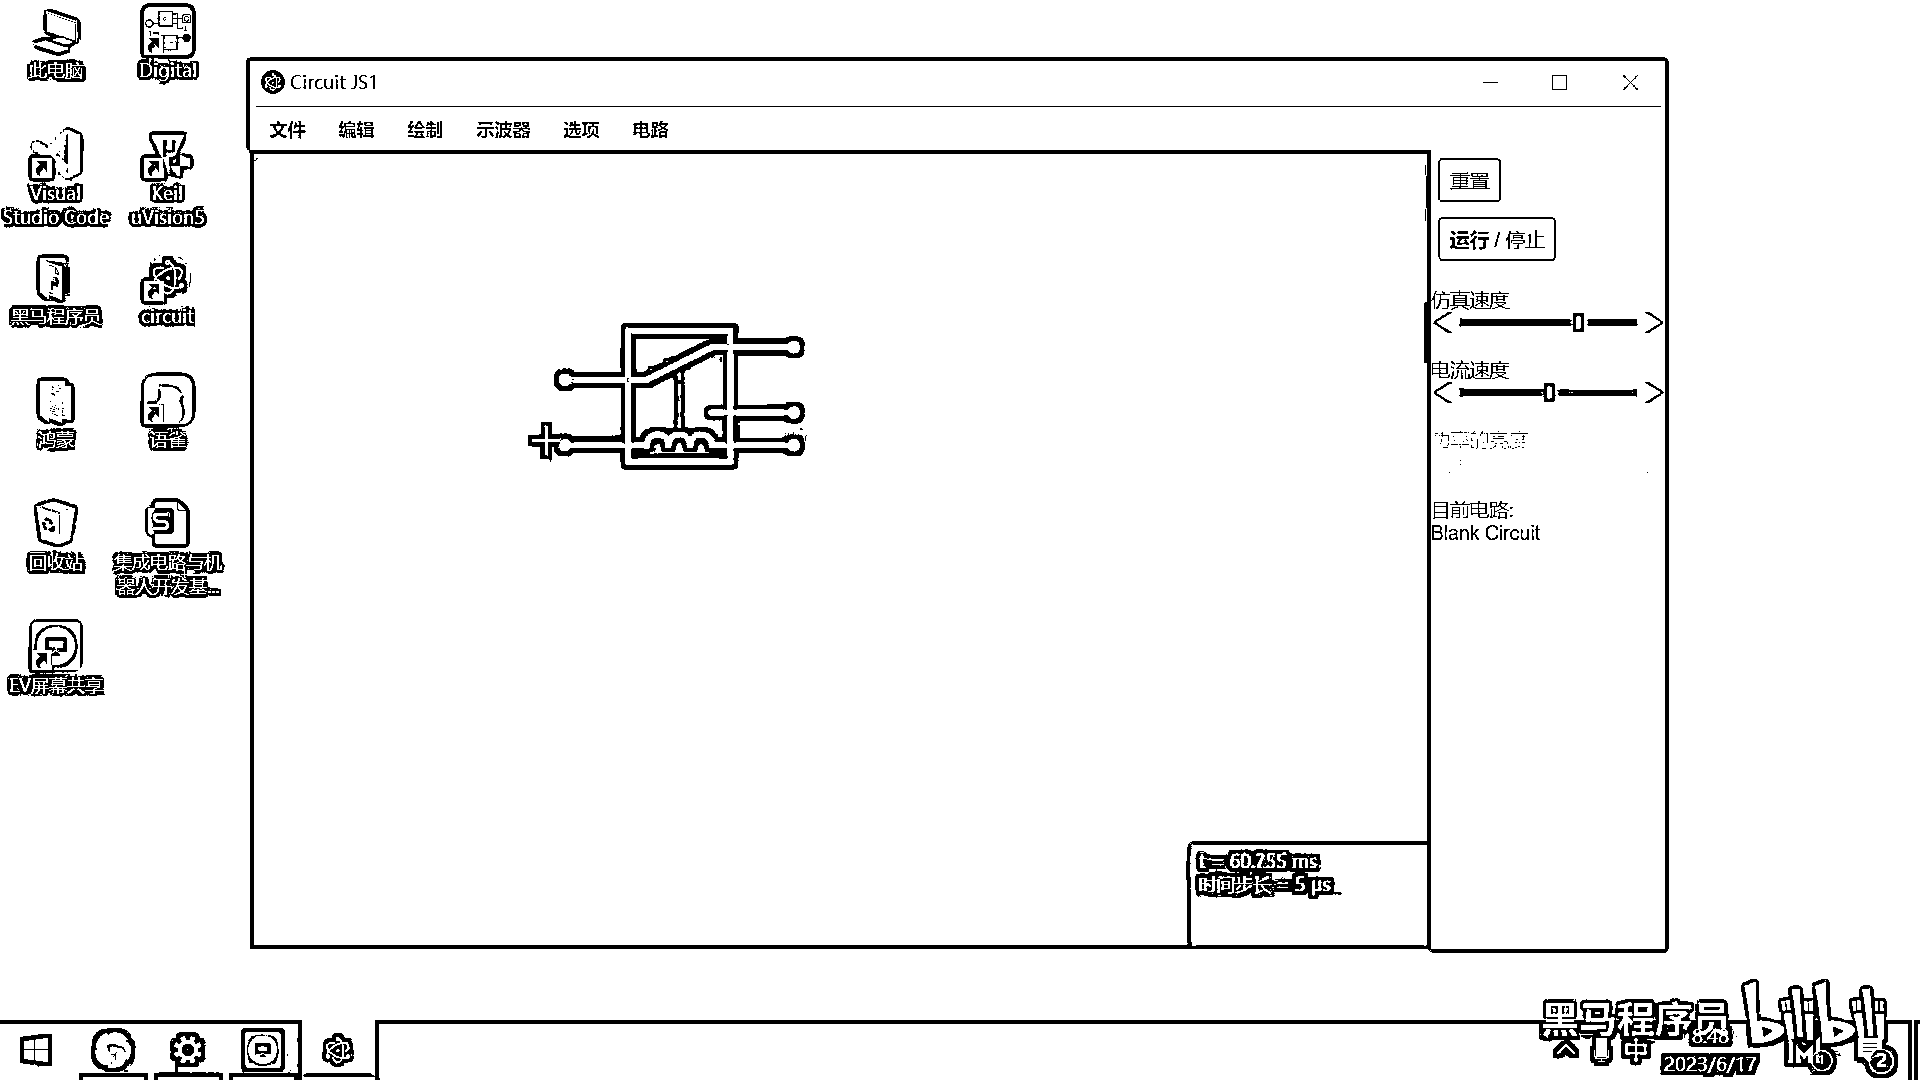 此电脑
Digital
Visual
Studio Code
Keil
uVision5
黑马程序员
circuit
鸿蒙
语雀
回收站
集成电路与机
器人开发基...
EV屏幕共享
Circuit JS1
文件 编辑 绘制 示波器 选项 电路
重置
运行 / 停止
仿真速度
电流速度
功率的亮度
目前电路:
Blank Circuit
t = 60.755 ms
时间步长 = 5 µs
黑马程序员 bilibili
8:48
中
2023/6/17
2